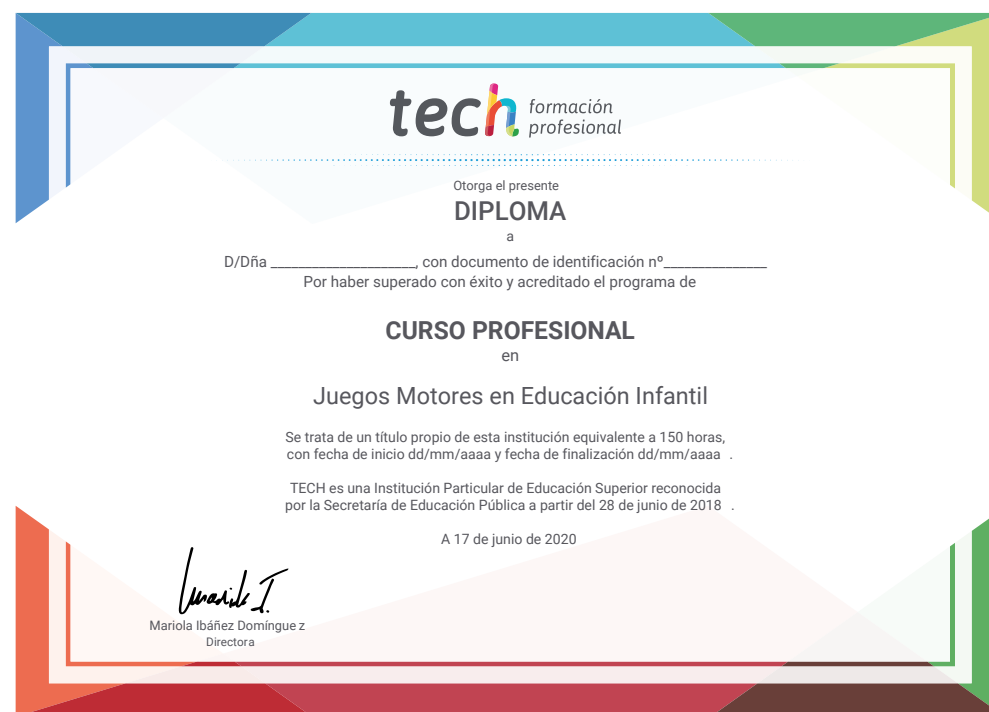 tech formación
profesional
Otorga el presente
DIPLOMA
a
D/Dña ___________________, con documento de identificación nº______________
Por haber superado con éxito y acreditado el programa de
CURSO PROFESIONAL
en
Juegos Motores en Educación Infantil
Se trata de un título propio de esta institución equivalente a 150 horas,
con fecha de inicio dd/mm/aaaa y fecha de finalización dd/mm/aaaa .
TECH es una Institución Particular de Educación Superior reconocida
por la Secretaría de Educación Pública a partir del 28 de junio de 2018 .
A 17 de junio de 2020
Mariola I.
Mariola Ibáñez Domíngue z
Directora